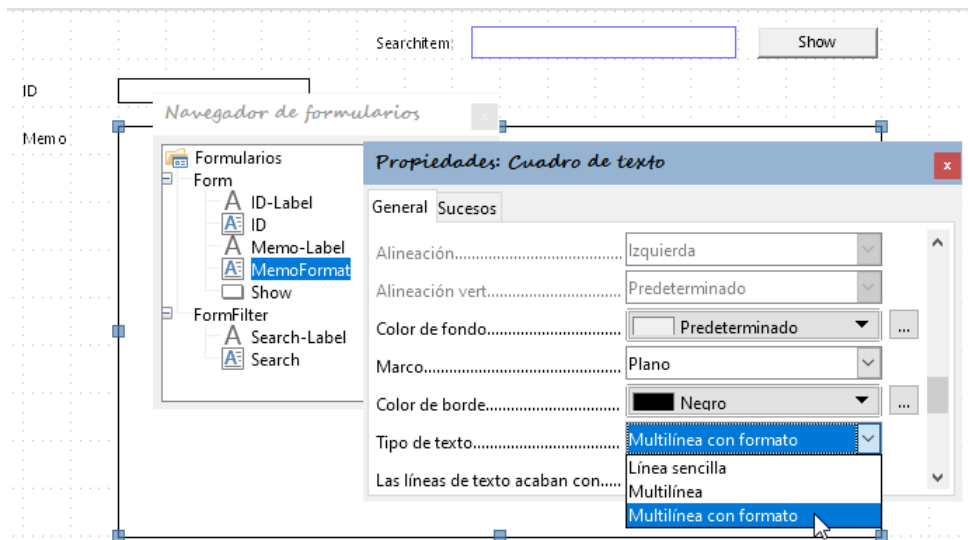 Searchitem:
Show
ID
Navegador de formularios
x
Memo
Formularios
Form
ID-Label
ID
Memo-Label
MemoFormat
Show
FormFilter
Search-Label
Search
Propiedades: Cuadro de texto
x
General Sucesos
Alineación.................................... Izquierda
Alineación vert............................. Predeterminado
Color de fondo............................. Predeterminado ...
Marco........................................... Plano
Color de borde............................. Negro ...
Tipo de texto................................ Multilínea con formato
Las líneas de texto acaban con.....
Línea sencilla
Multilínea
Multilínea con formato